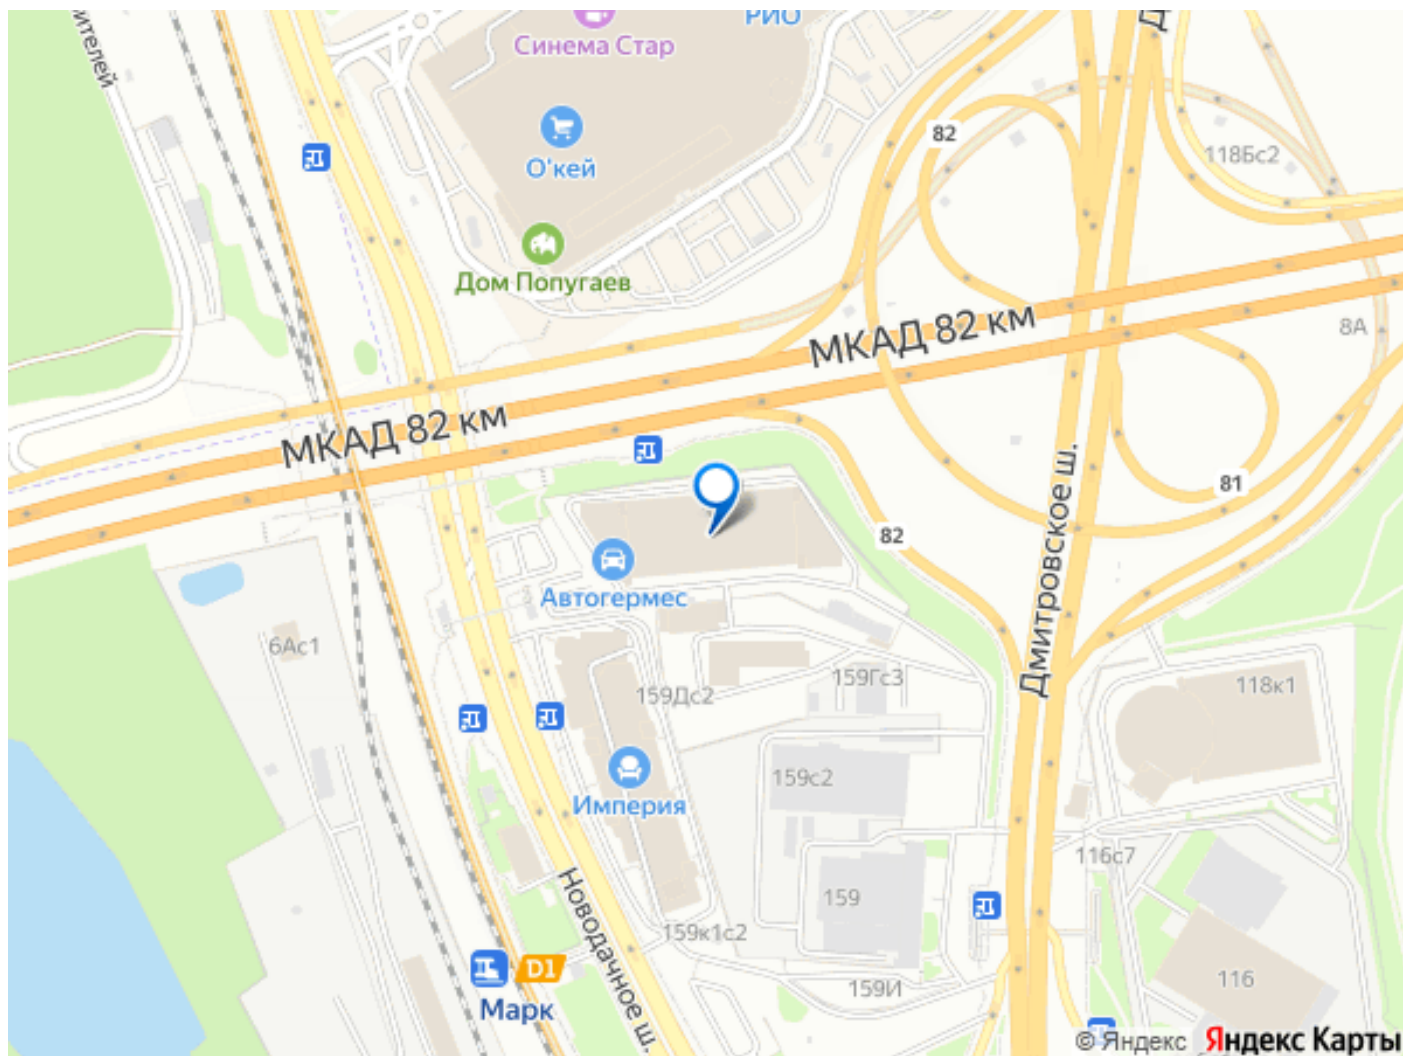 РИО
Синема Стар
ителей
О'кей
82
118Бс2
Дом Попугаев
МКАД 82 км
8А
МКАД 82 км
Дмитровское ш.
81
82
Автогермес
6Ас1
159Дс2
159Гс3
118к1
159с2
Империя
116с7
159
Новодачное ш.
159к1с2
D1
Марк
159И
116
© Яндекс Яндекс Карты